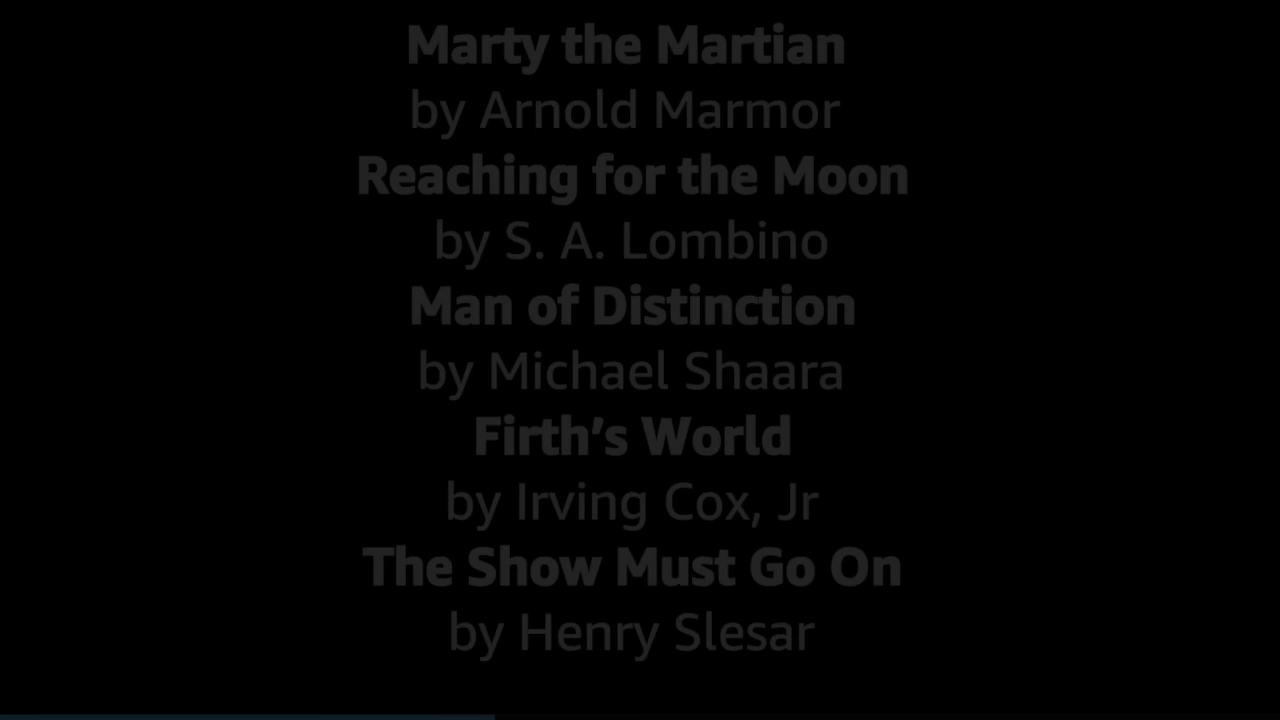 Marty the Martian
by Arnold Marmor
Reaching for the Moon
by S. A. Lombino
Man of Distinction
by Michael Shaara
Firth’s World
by Irving Cox, Jr
The Show Must Go On
by Henry Slesar